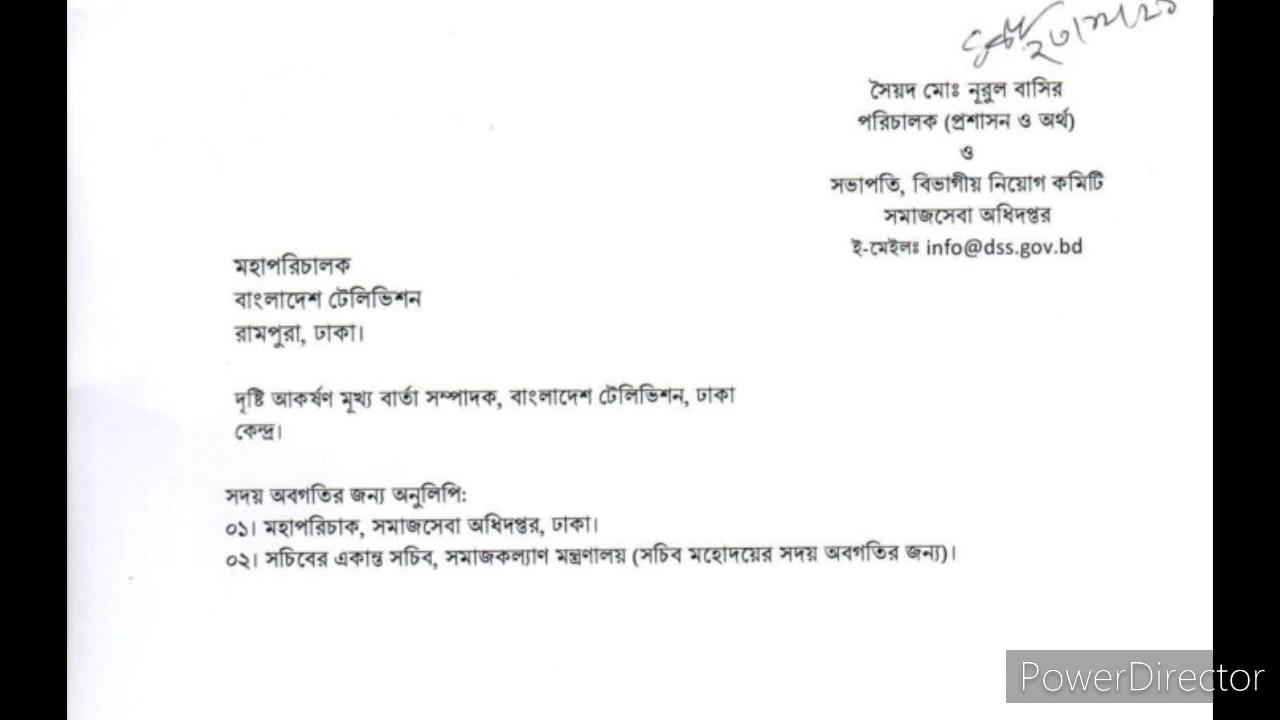 সৈয়দ মোঃ নূরুল বাসির
পরিচালক (প্রশাসন ও অর্থ)
ও
সভাপতি, বিভাগীয় নিয়োগ কমিটি
সমাজসেবা অধিদপ্তর
ই-মেইলঃ info@dss.gov.bd
মহাপরিচালক
বাংলাদেশ টেলিভিশন
রামপুরা, ঢাকা।
দৃষ্টি আকর্ষণ মূখ্য বার্তা সম্পাদক, বাংলাদেশ টেলিভিশন, ঢাকা
কেন্দ্র।
সদয় অবগতির জন্য অনুলিপি:
০১। মহাপরিচাক, সমাজসেবা অধিদপ্তর, ঢাকা।
০২। সচিবের একান্ত সচিব, সমাজকল্যাণ মন্ত্রণালয় (সচিব মহোদয়ের সদয় অবগতির জন্য)।
PowerDirector